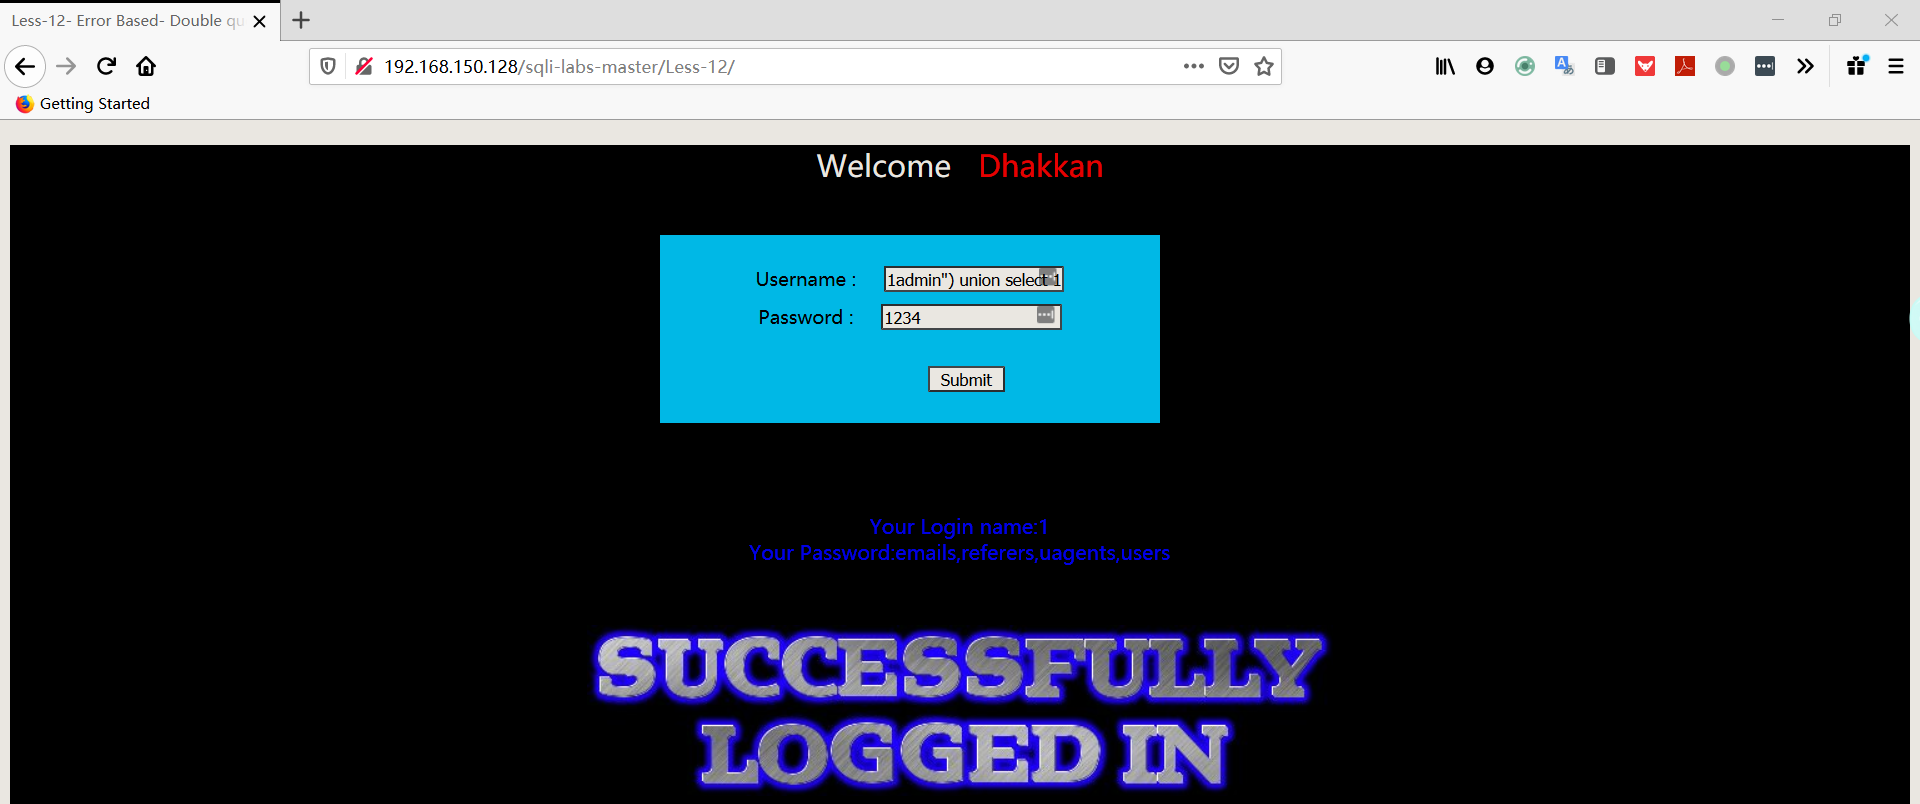 Less-12- Error Based- Double qu
192.168.150.128/sqli-labs-master/Less-12/
Getting Started
Welcome Dhakkan
Username : 1admin") union select 1
Password : 1234
Submit
Your Login name:1
Your Password:emails,referers,uagents,users
SUCCESSFULLY
LOGGED IN